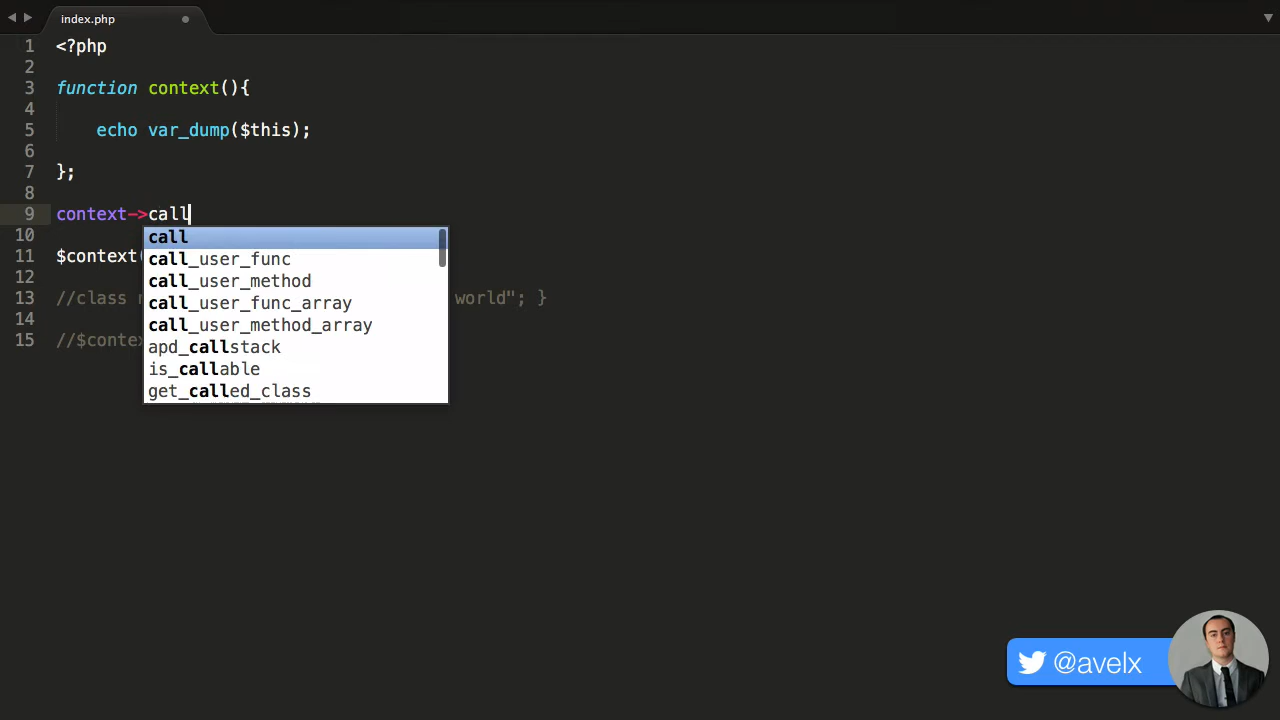 index.php
1 <?php
2
3 function context(){
4
5 echo var_dump($this);
6
7 };
8
9 context->call
call
10
11 $context(
call_user_func
call_user_method
12
13 //class world"; }
call_user_func_array
14
call_user_method_array
15 //$conte
apd_callstack
is_callable
get_called_class
@avelx